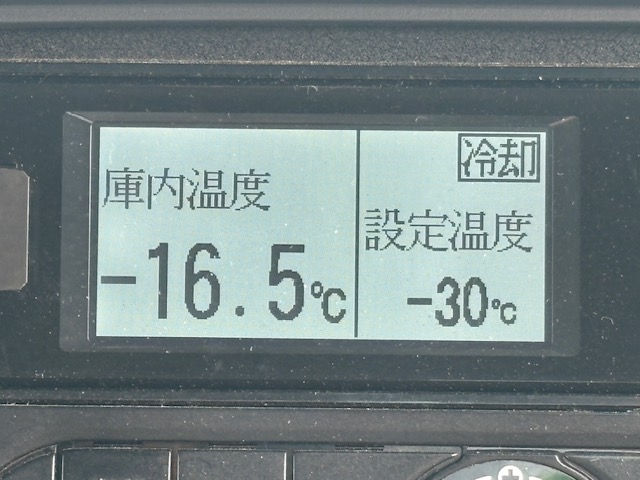 庫内温度
-16.5℃
冷却
設定温度
-30℃